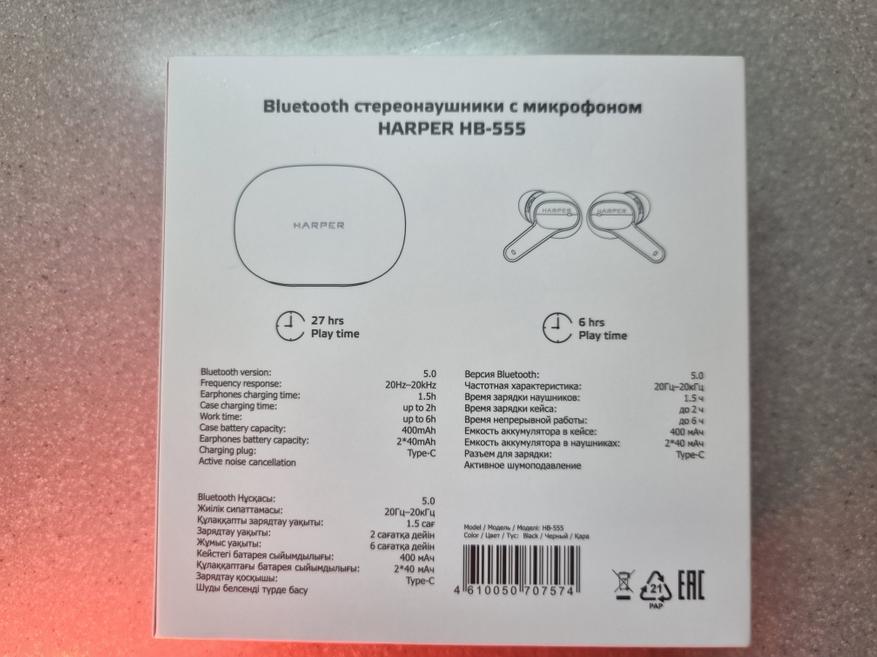 Bluetooth стереонаушники с микрофоном
HARPER HB-555
HARPER
HARPER
HARPER
27 hrs
Play time
6 hrs
Play time
Bluetooth version: 5.0
Frequency response: 20Hz–20kHz
Earphones charging time: 1.5h
Case charging time: up to 2h
Work time: up to 6h
Case battery capacity: 400mAh
Earphones battery capacity: 2*40mAh
Charging plug: Type-C
Active noise cancellation
Версия Bluetooth: 5.0
Частотная характеристика: 20Гц–20кГц
Время зарядки наушников: 1.5 ч
Время зарядки кейса: до 2 ч
Время непрерывной работы: до 6 ч
Емкость аккумулятора в кейсе: 400 мАч
Емкость аккумулятора в наушниках: 2*40 мАч
Разъем для зарядки: Type-C
Активное шумоподавление
Bluetooth Нұсқасы: 5.0
Жиілік сипаттамасы: 20Гц–20кГц
Құлаққапты зарядтау уақыты: 1.5 сағ
Зарядтау уақыты: 2 сағатқа дейін
Жұмыс уақыты: 6 сағатқа дейін
Кейстегі батарея сыйымдылығы: 400 мАч
Құлаққаптағы батарея сыйымдылығы: 2*40 мАч
Зарядтау қосқышы: Type-C
Шуды белсенді түрде басу
Model / Модель / Моделі: HB-555
Color / Цвет / Түс: Black / Черный / Қара
4 610050 707574
21
PAP
EAC